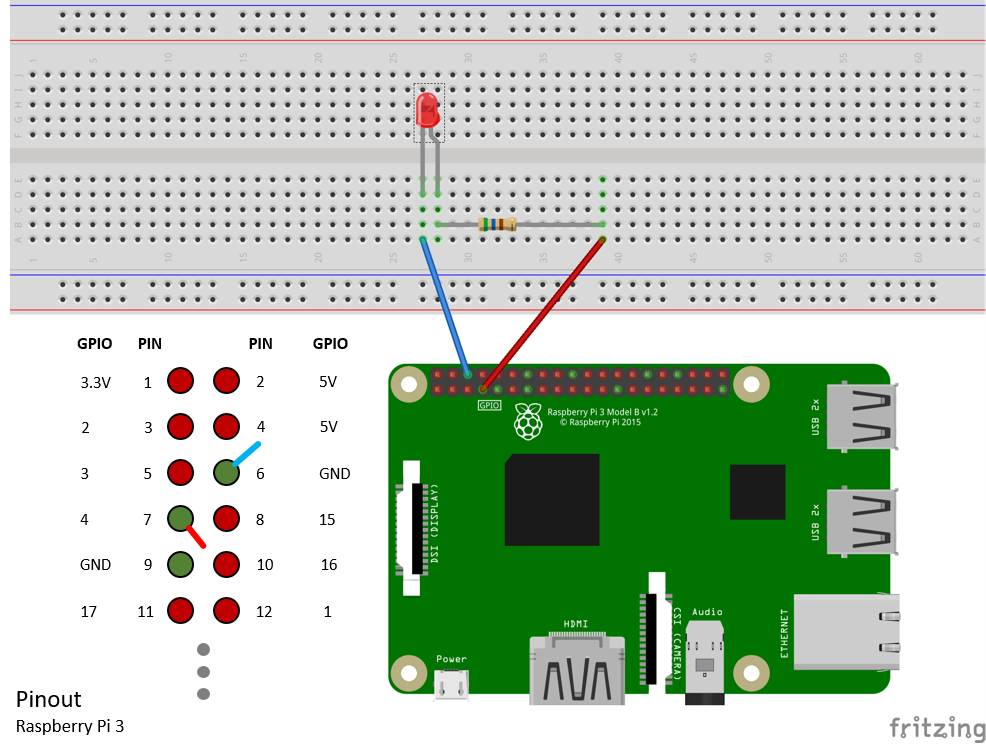 1 5 10 15 20 25 30 35 40 45 50 55 60
J J
I I
H H
G G
F F
E E
D D
C C
B B
A A
1 5 10 15 20 25 30 35 40 45 50 55 60
GPIO PIN PIN GPIO
3.3V 1 2 5V
2 3 4 5V
3 5 6 GND
4 7 8 15
GND 9 10 16
17 11 12 1
Pinout
Raspberry Pi 3
GPIO
Raspberry Pi 3 Model B v1.2
© Raspberry Pi 2015
USB 2x
USB 2x
DSI (DISPLAY)
CSI (CAMERA)
ETHERNET
Audio
HDMI
Power
fritzing